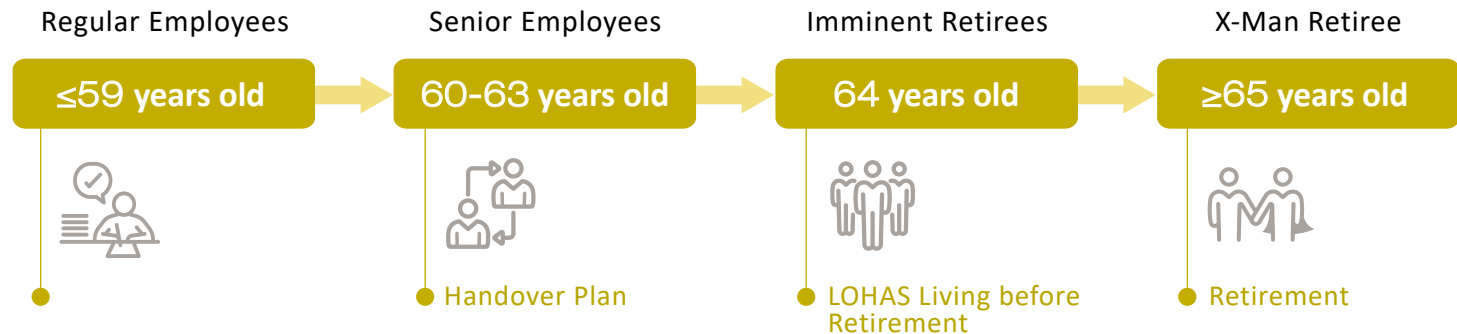 Regular Employees
Senior Employees
Imminent Retirees
X-Man Retiree
≤59 years old
60-63 years old
64 years old
≥65 years old
Handover Plan
LOHAS Living before
Retirement
Retirement